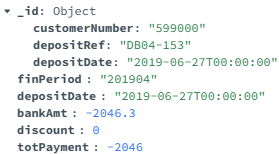 _id: Object
customerNumber: "599000"
depositRef: "DB04-153"
depositDate: "2019-06-27T00:00:00"
finPeriod : "201904"
depositDate : "2019-06-27T00:00:00"
bankAmt : -2046.3
discount : 0
totPayment : -2046